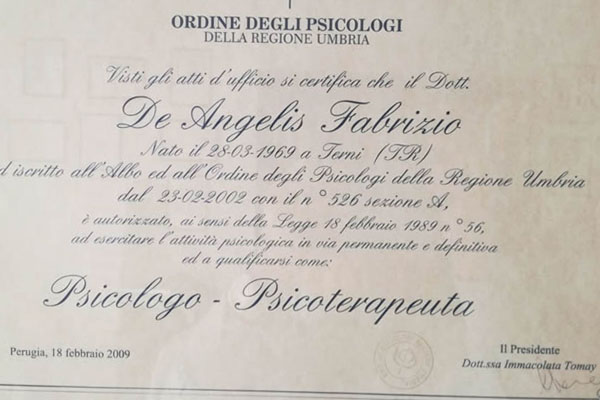 ORDINE DEGLI PSICOLOGI
DELLA REGIONE UMBRIA
Visti gli atti d'ufficio si certifica che il Dott.
De Angelis Fabrizio
Nato il 28-03-1969 a Terni (TR)
d iscritto all'Albo ed all'Ordine degli Psicologi della Regione Umbria
dal 23-02-2002 con il n° 526 sezione A,
è autorizzato, ai sensi della Legge 18 febbraio 1989 n° 56,
ad esercitare l'attività psicologica in via permanente e definitiva
ed a qualificarsi come:
Psicologo - Psicoterapeuta
Perugia, 18 febbraio 2009
Il Presidente
Dott.ssa Immacolata Tomay